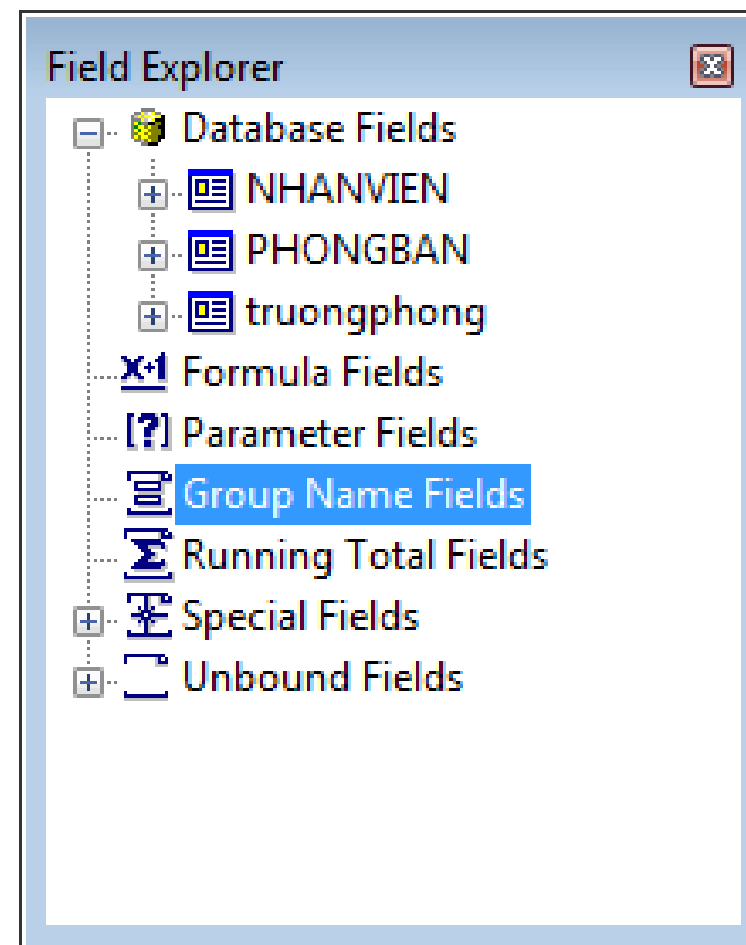 Field Explorer
Database Fields
NHANVIEN
PHONGBAN
truongphong
Formula Fields
Parameter Fields
Group Name Fields
Running Total Fields
Special Fields
Unbound Fields